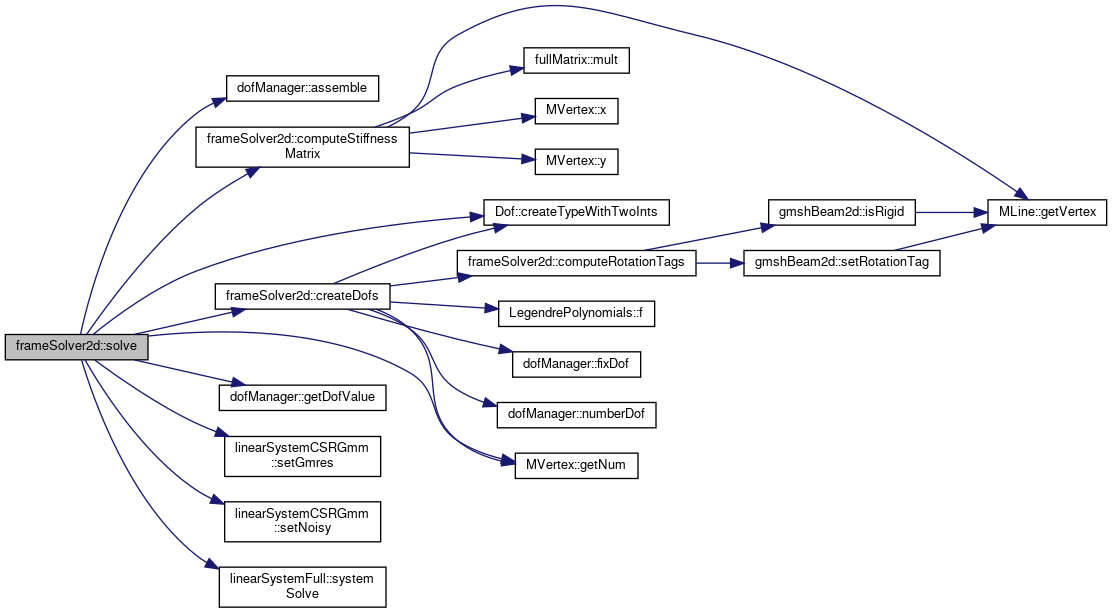 frameSolver2d::solve
dofManager::assemble
frameSolver2d::computeStiffness
Matrix
fullMatrix::mult
MVertex::x
MVertex::y
Dof::createTypeWithTwoInts
frameSolver2d::createDofs
frameSolver2d::computeRotationTags
gmshBeam2d::isRigid
gmshBeam2d::setRotationTag
MLine::getVertex
LegendrePolynomials::f
dofManager::fixDof
dofManager::numberDof
MVertex::getNum
dofManager::getDofValue
linearSystemCSRGmm
::setGmres
linearSystemCSRGmm
::setNoisy
linearSystemFull::system
Solve